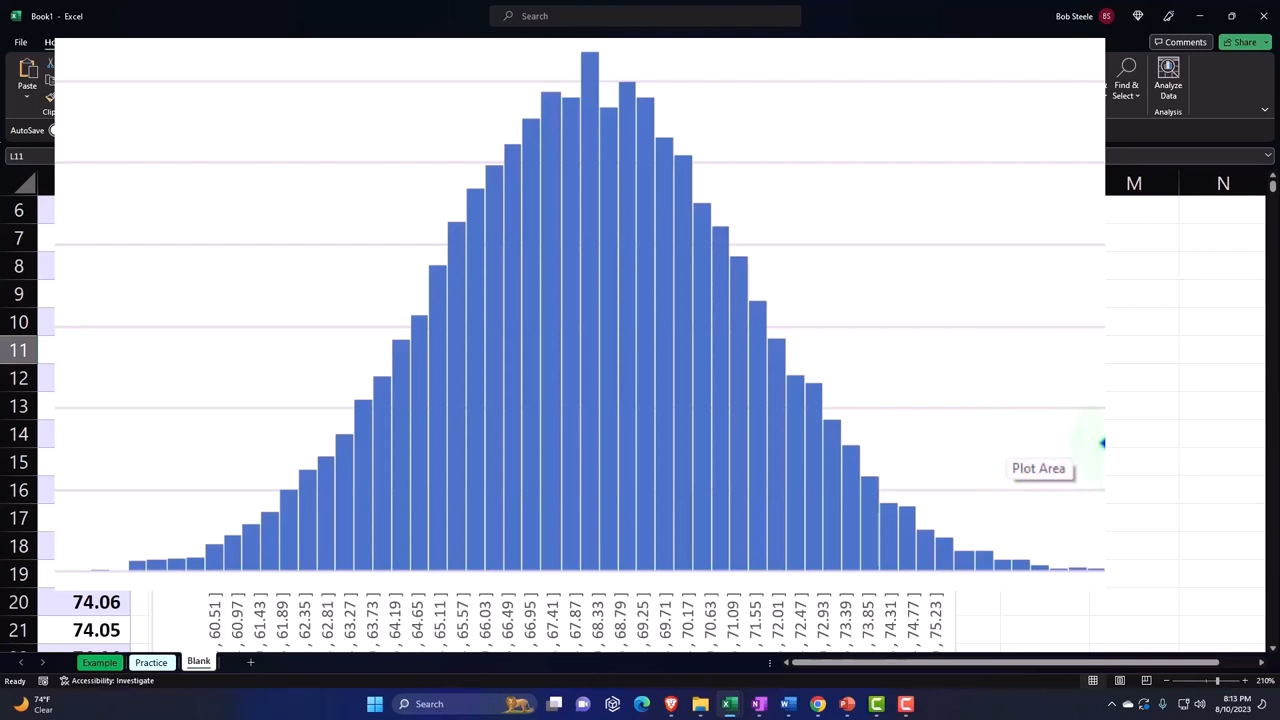 Book1 - Excel
Search
Bob Steele
BS
File
Comments
Share
Paste
Find &
Select
Analyze
Data
Analysis
AutoSave
L11
M
N
6
7
8
9
10
11
12
13
14
15
16
17
18
19
20
21
Plot Area
74.06
74.05
, 60.51 ]
, 60.97 ]
, 61.43 ]
, 61.89 ]
, 62.35 ]
, 62.81 ]
, 63.27 ]
, 63.73 ]
, 64.19 ]
, 64.65 ]
, 65.11 ]
, 65.57 ]
, 66.03 ]
, 66.49 ]
, 66.95 ]
, 67.41 ]
, 67.87 ]
, 68.33 ]
, 68.79 ]
, 69.25 ]
, 69.71 ]
, 70.17 ]
, 70.63 ]
, 71.09 ]
, 71.55 ]
, 72.01 ]
, 72.47 ]
, 72.93 ]
, 73.39 ]
, 73.85 ]
, 74.31 ]
, 74.77 ]
, 75.23 ]
Example
Practice
Blank
Ready
Accessibility: Investigate
210%
74°F
Clear
Search
8:13 PM
8/10/2023